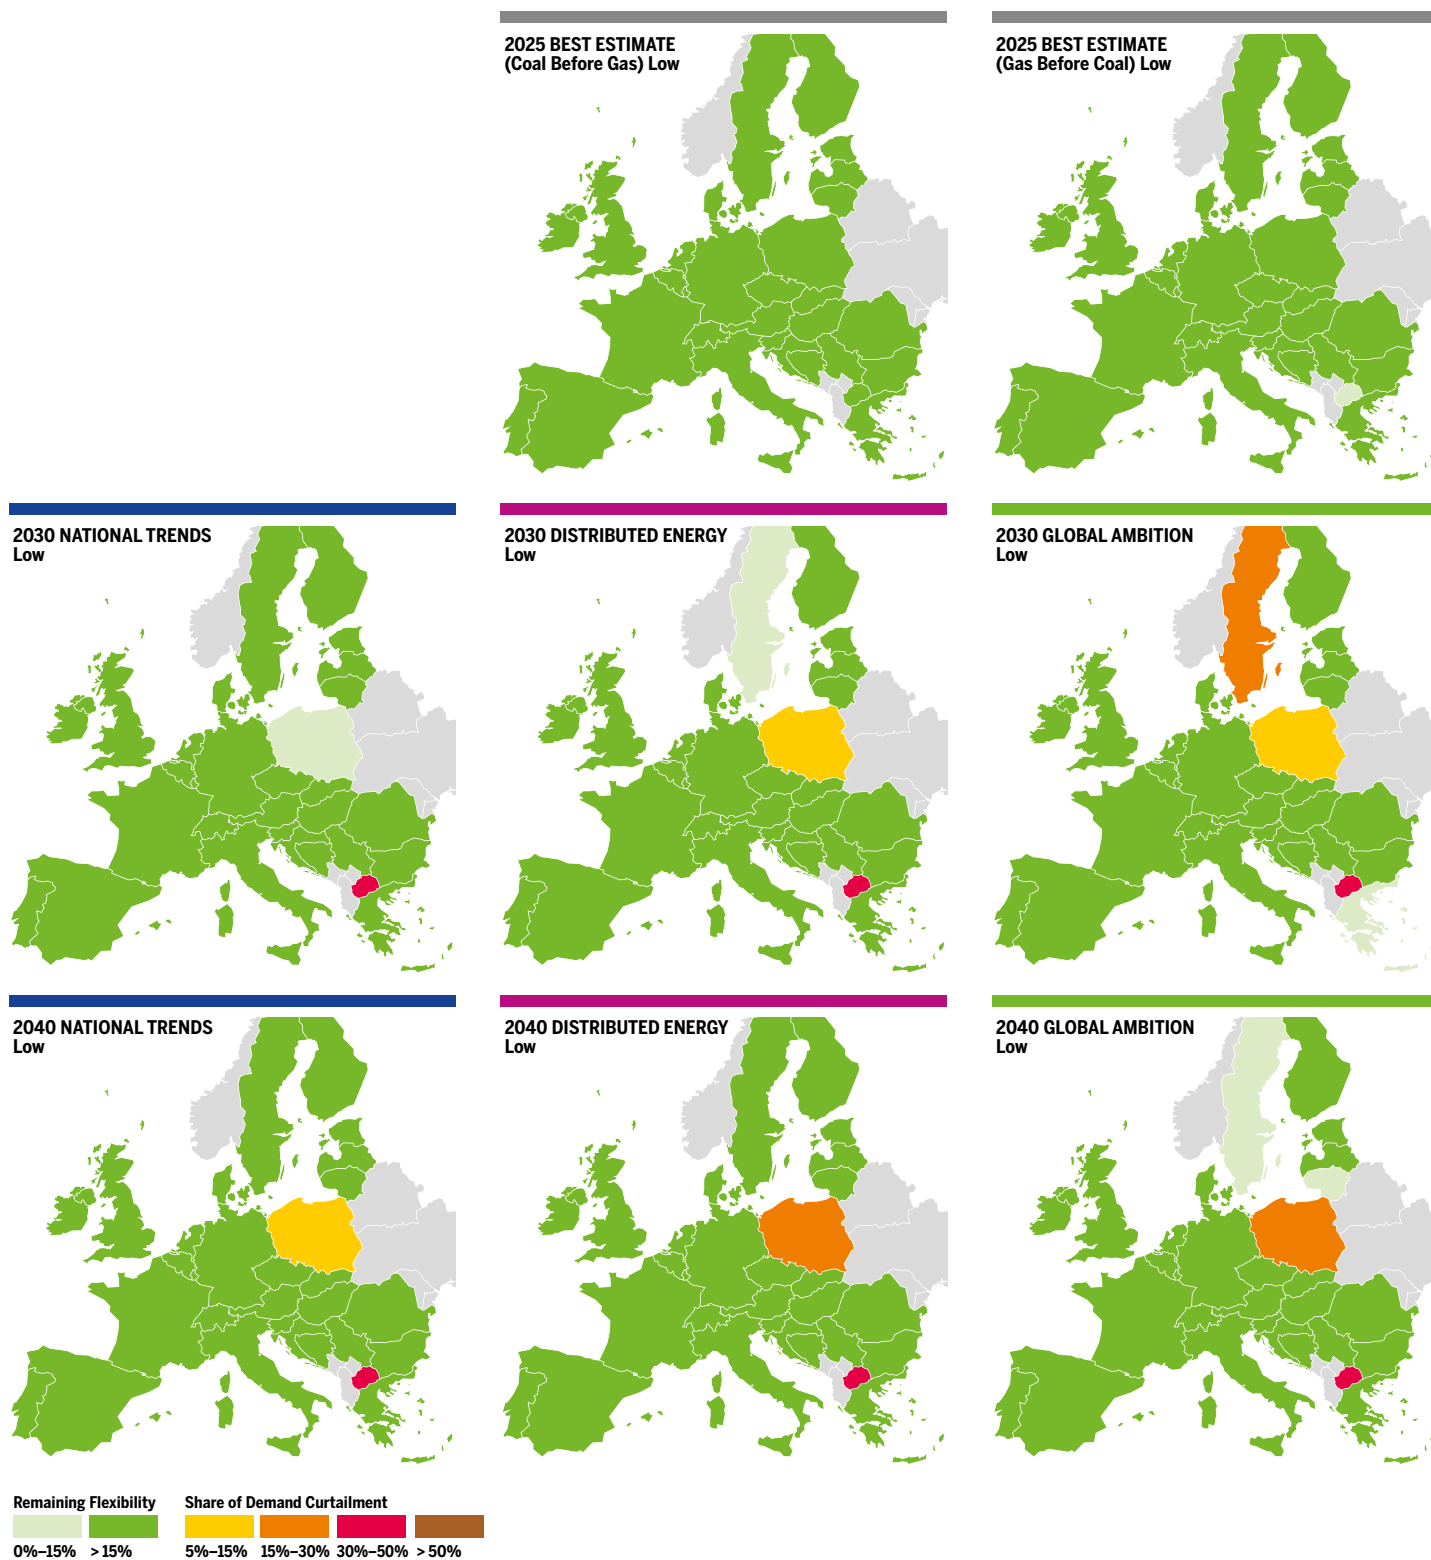 2025 BEST ESTIMATE
(Coal Before Gas) Low
2025 BEST ESTIMATE
(Gas Before Coal) Low
2030 NATIONAL TRENDS
Low
2030 DISTRIBUTED ENERGY
Low
2030 GLOBAL AMBITION
Low
2040 NATIONAL TRENDS
Low
2040 DISTRIBUTED ENERGY
Low
2040 GLOBAL AMBITION
Low
Remaining Flexibility
0%–15% > 15%
Share of Demand Curtailment
5%–15% 15%–30% 30%–50% > 50%